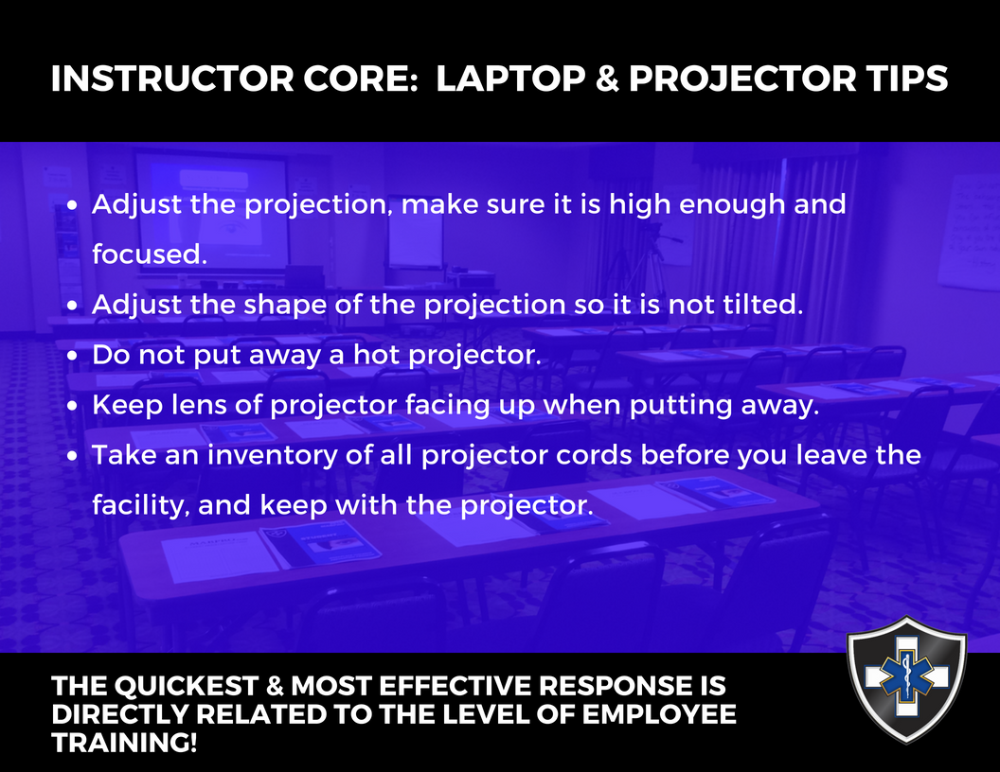 INSTRUCTOR CORE: LAPTOP & PROJECTOR TIPS
• Adjust the projection, make sure it is high enough and
focused.
• Adjust the shape of the projection so it is not tilted.
• Do not put away a hot projector.
• Keep lens of projector facing up when putting away.
• Take an inventory of all projector cords before you leave the
facility, and keep with the projector.
THE QUICKEST & MOST EFFECTIVE RESPONSE IS
DIRECTLY RELATED TO THE LEVEL OF EMPLOYEE
TRAINING!